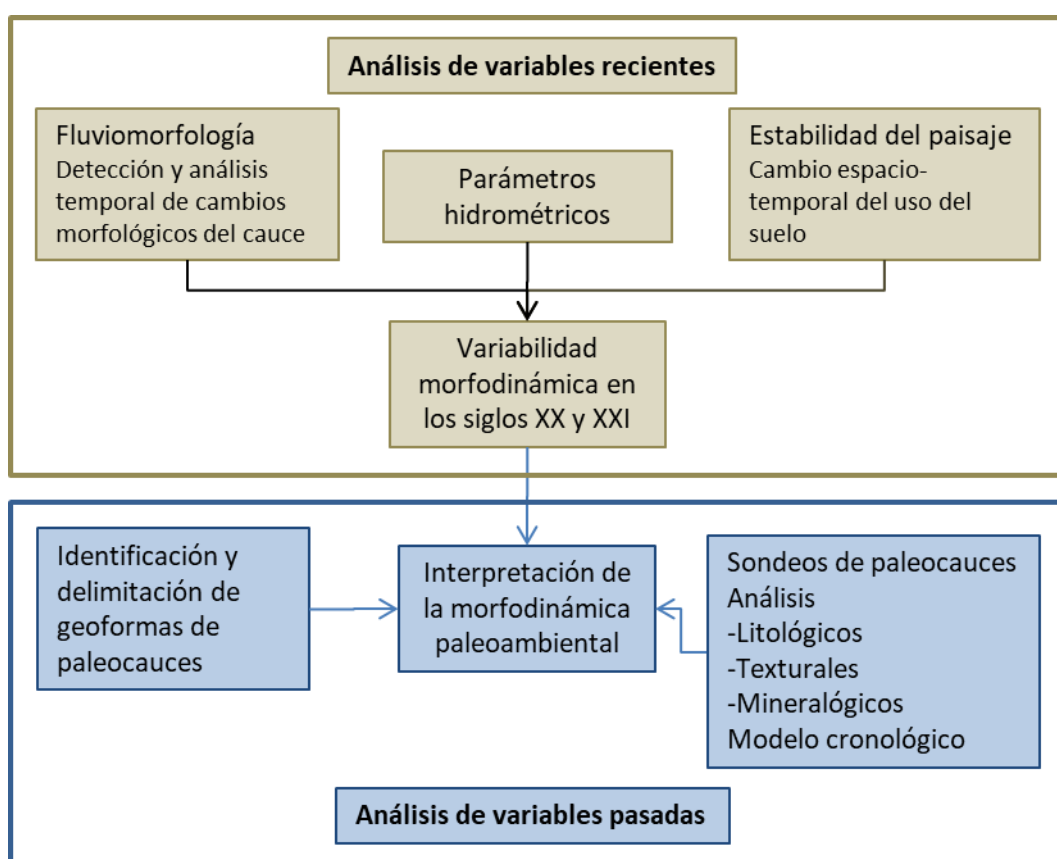 Análisis de variables recientes
Fluviomorfología
Detección y análisis
temporal de cambios
morfológicos del cauce
Parámetros
hidrométricos
Estabilidad del paisaje
Cambio espacio-
temporal del uso del
suelo
Variabilidad
morfodinámica en
los siglos XX y XXI
Identificación y
delimitación de
geoformas de
paleocauces
Interpretación de
la morfodinámica
paleoambiental
Sondeos de paleocauces
Análisis
-Litológicos
-Texturales
-Mineralógicos
Modelo cronológico
Análisis de variables pasadas